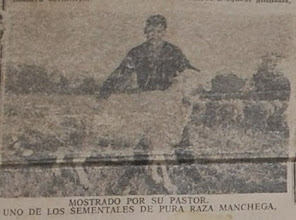 MOSTRADO POR SU PASTOR.
UNO DE LOS SEMENTALES DE PURA RAZA MANCHEGA.